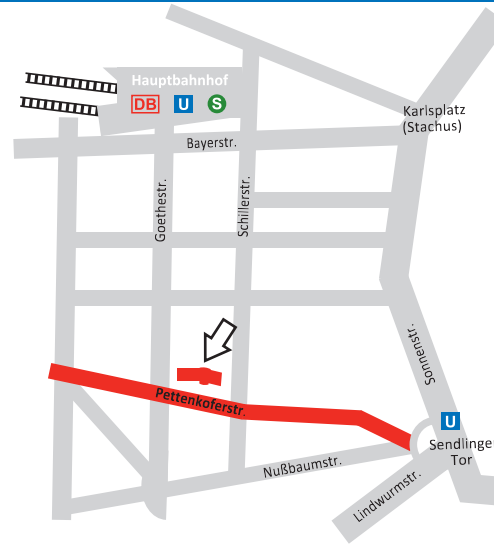 Hauptbahnhof
DB U S
Karlsplatz
(Stachus)
Bayerstr.
Goethestr.
Schillerstr.
Sonnenstr.
Pettenkoferstr.
U
Sendlinger
Tor
Nußbaumstr.
Lindwurmstr.